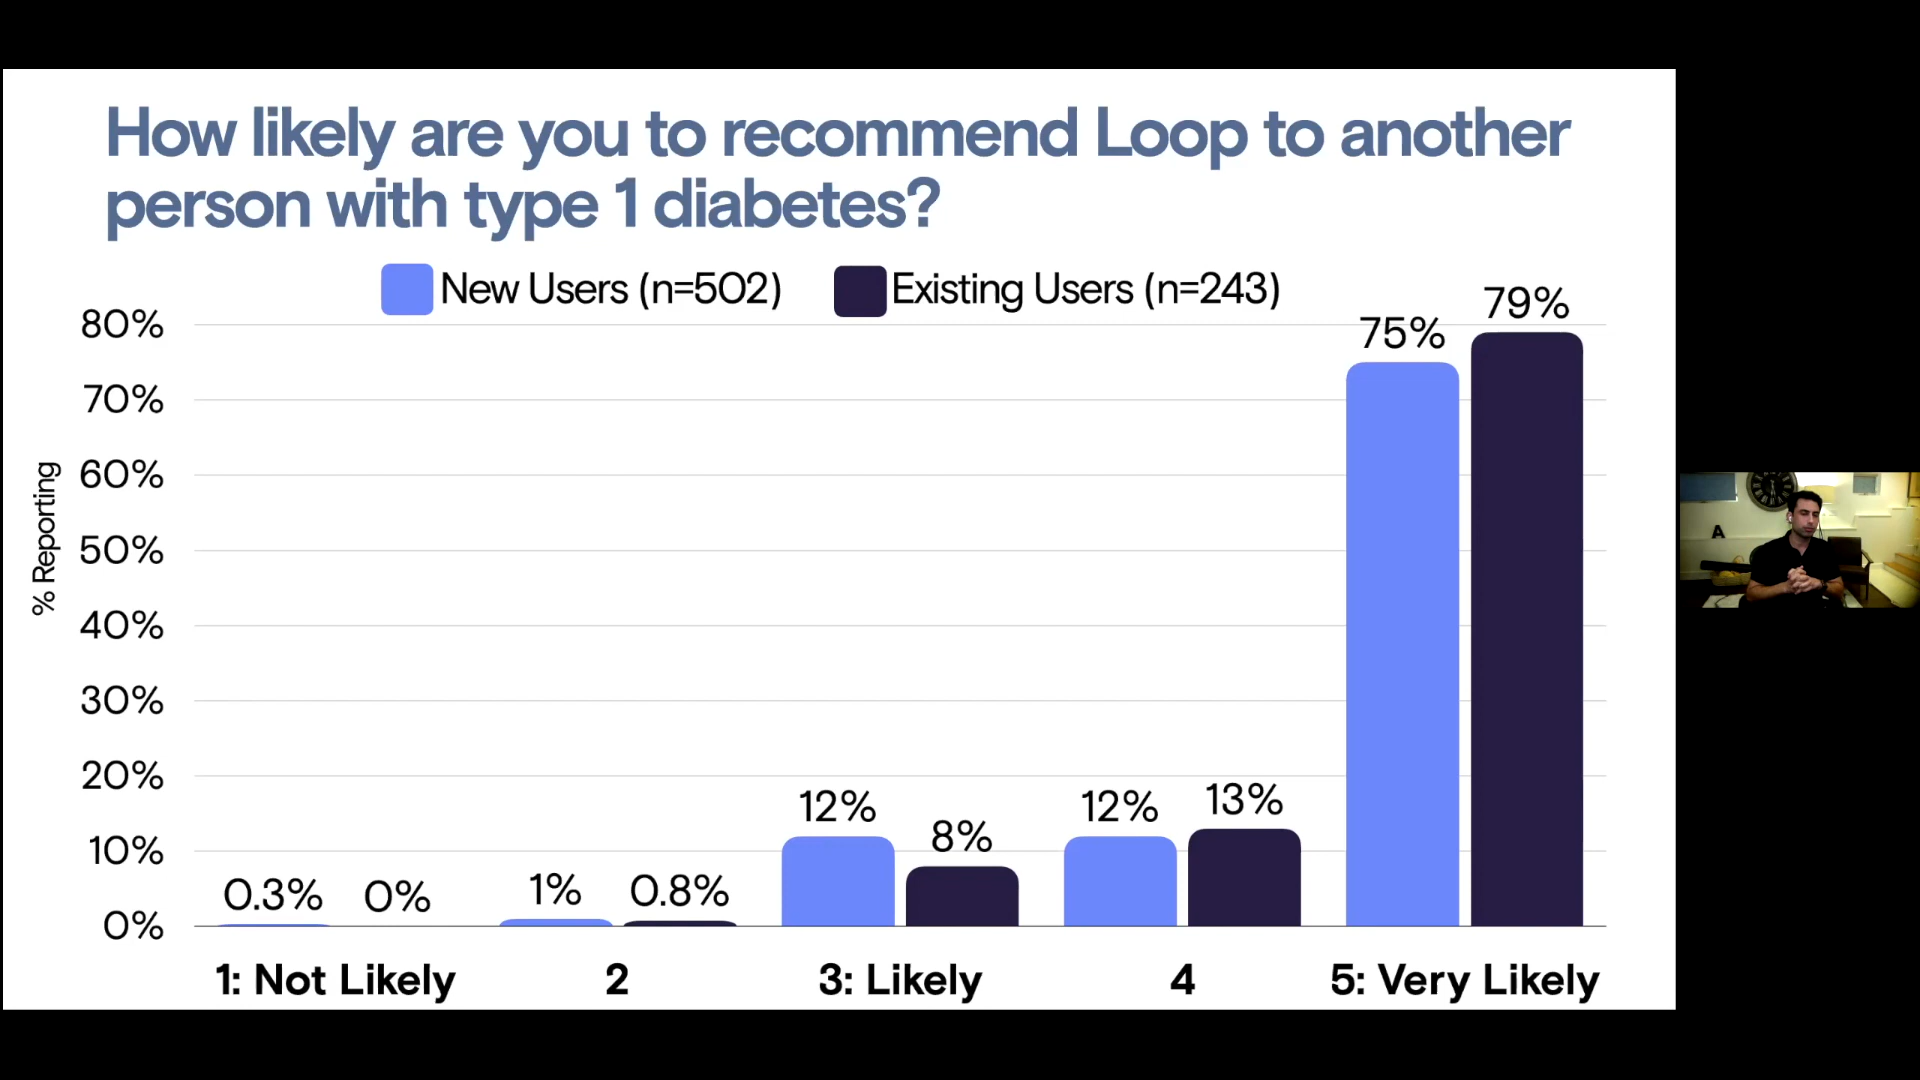 How likely are you to recommend Loop to another
person with type 1 diabetes?
New Users (n=502) Existing Users (n=243)
80%
70%
60%
50%
40%
30%
20%
10%
0%
% Reporting
0.3% 0%
1% 0.8%
12% 8%
12% 13%
75% 79%
1: Not Likely 2 3: Likely 4 5: Very Likely
A